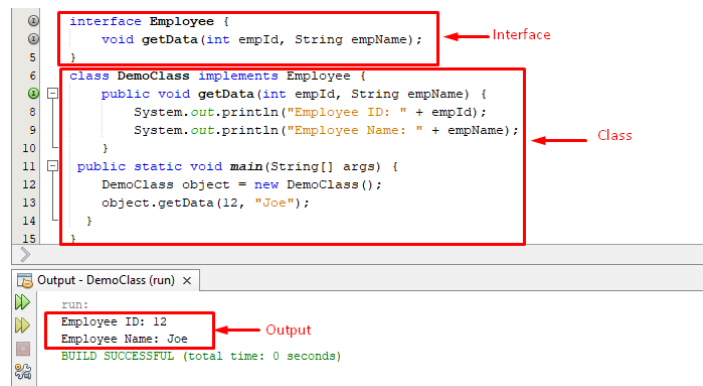 interface Employee {
void getData(int empId, String empName);
Interface
5 }
6 class DemoClass implements Employee {
public void getData(int empId, String empName) {
8 System.out.println("Employee ID: " + empId);
9 System.out.println("Employee Name: " + empName);
Class
10 }
11 public static void main(String[] args) {
12 DemoClass object = new DemoClass();
13 object.getData(12, "Joe");
14 }
15 }
Output - DemoClass (run) ×
run:
Employee ID: 12
Output
Employee Name: Joe
BUILD SUCCESSFUL (total time: 0 seconds)